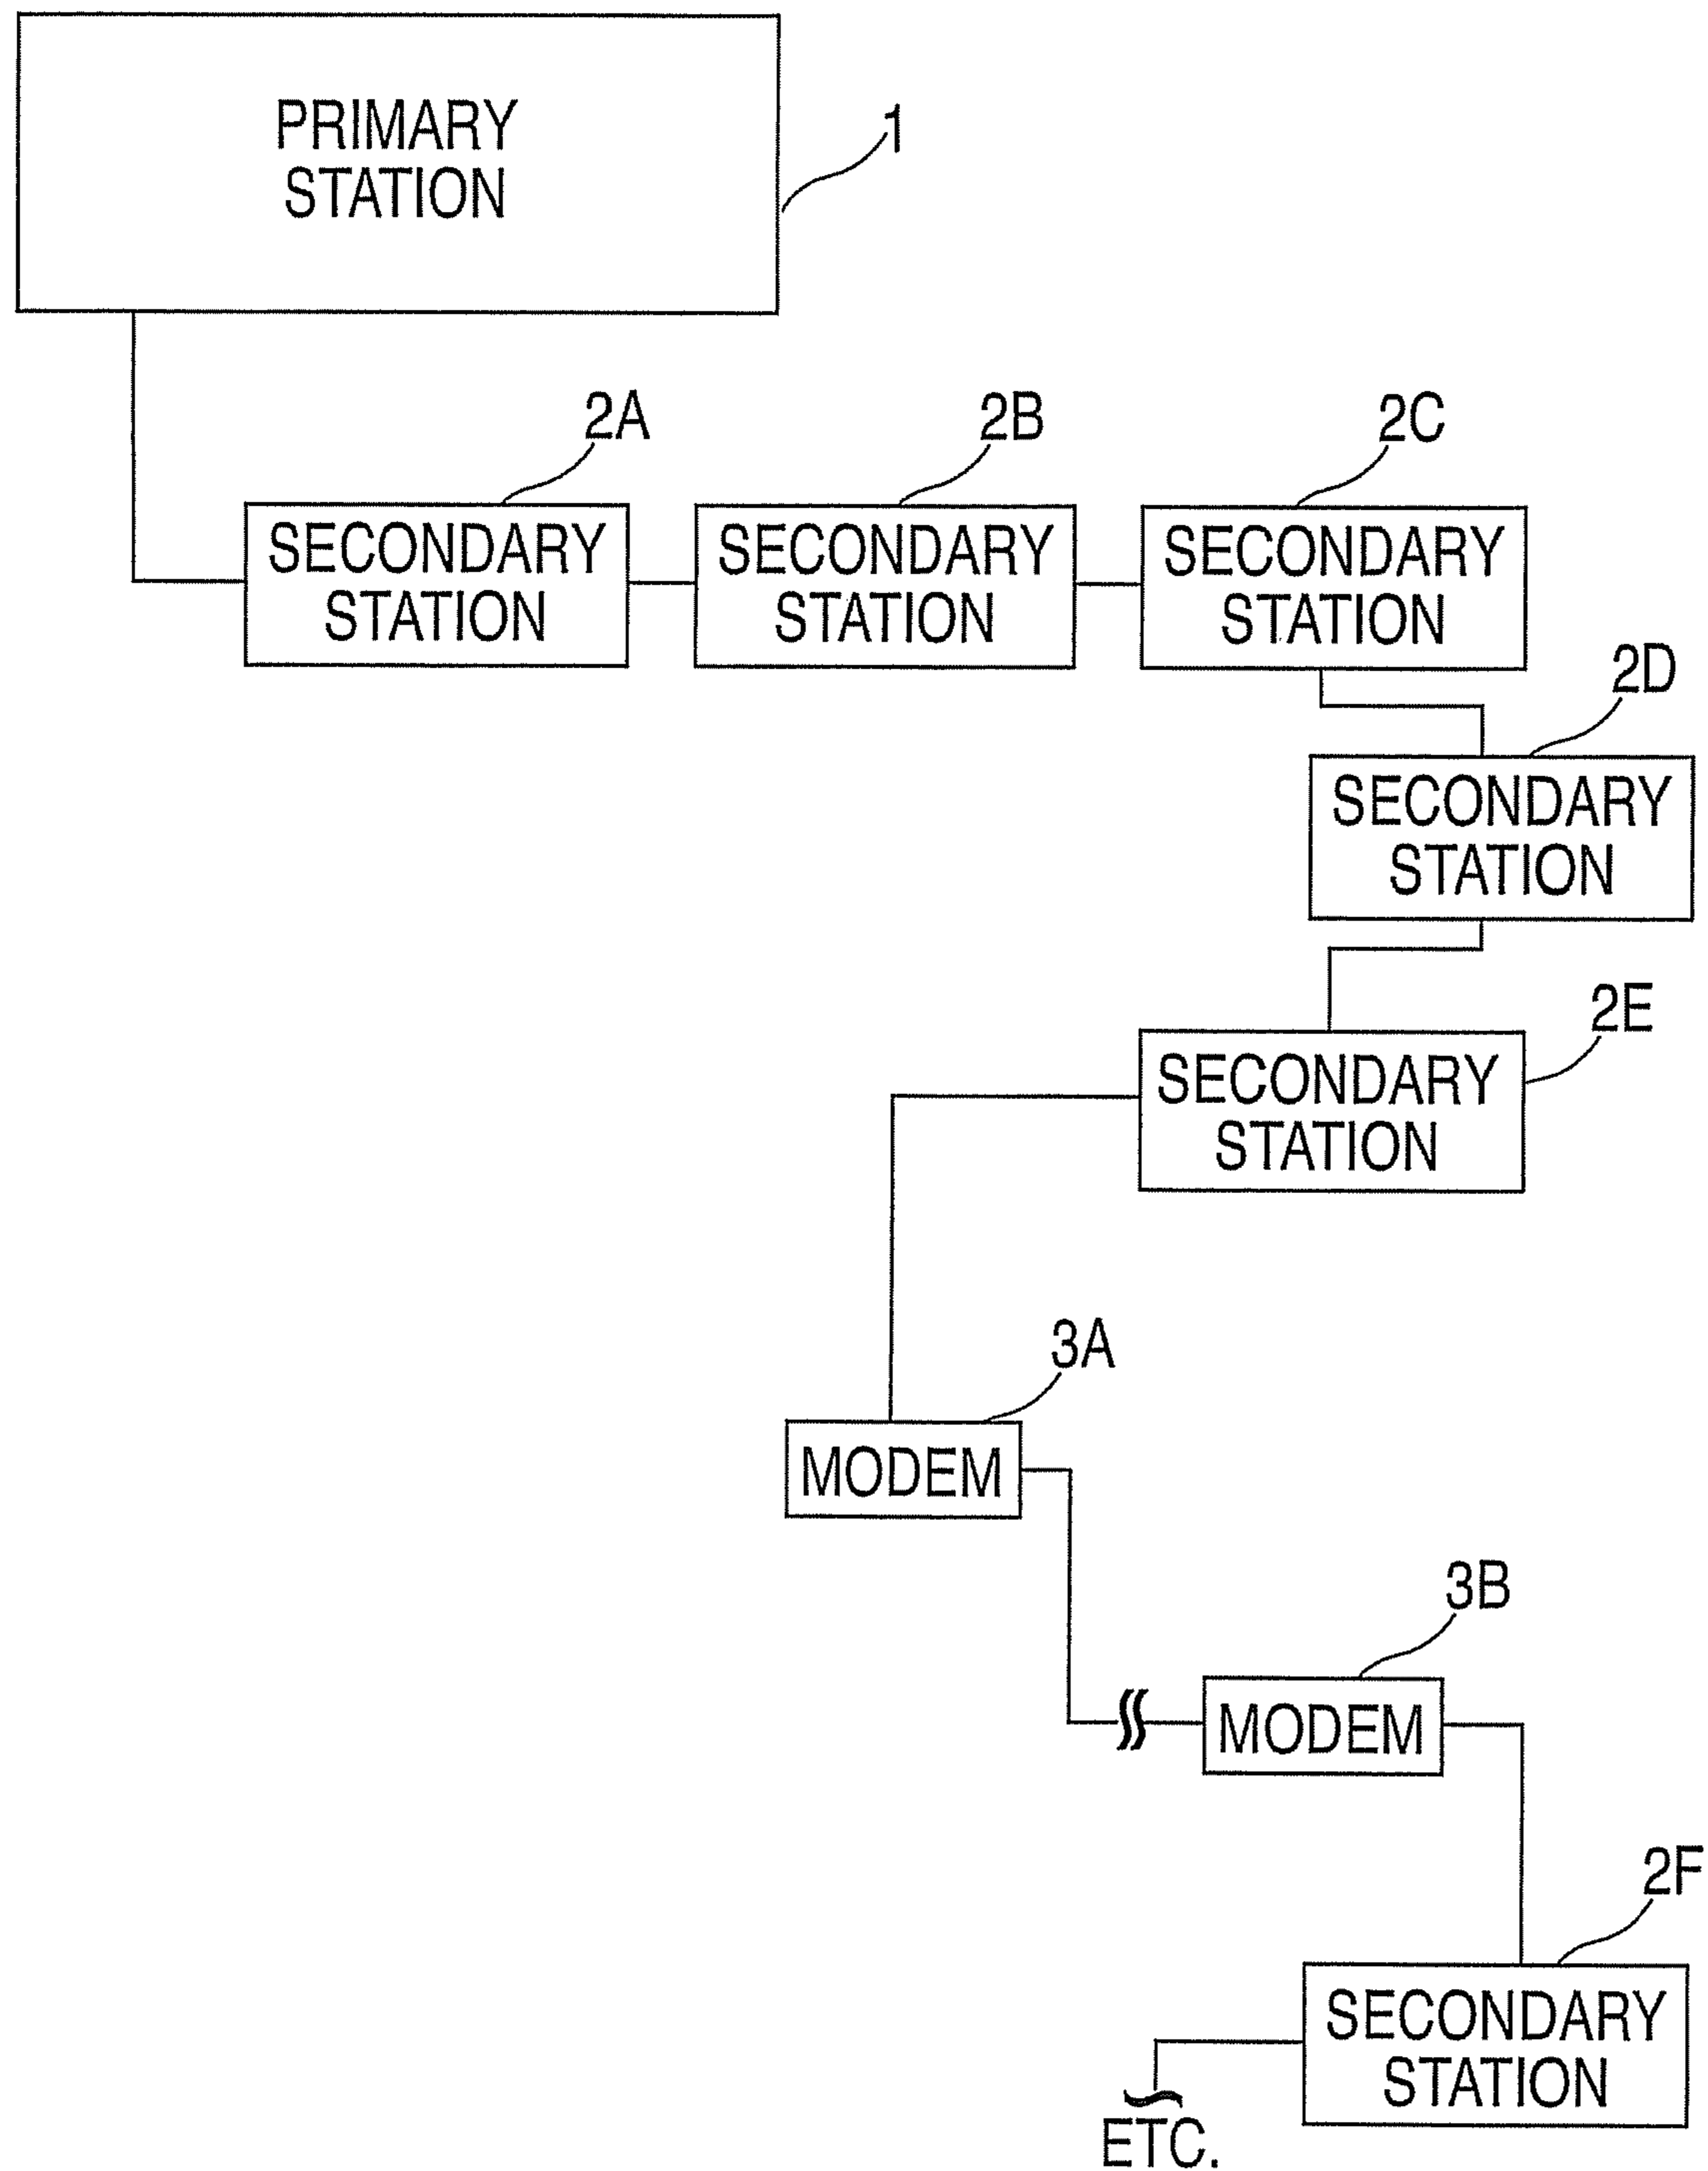 PRIMARY
STATION
1
2A
2B
2C
SECONDARY
STATION
SECONDARY
STATION
SECONDARY
STATION
2D
SECONDARY
STATION
2E
SECONDARY
STATION
3A
MODEM
3B
MODEM
2F
SECONDARY
STATION
ETC.